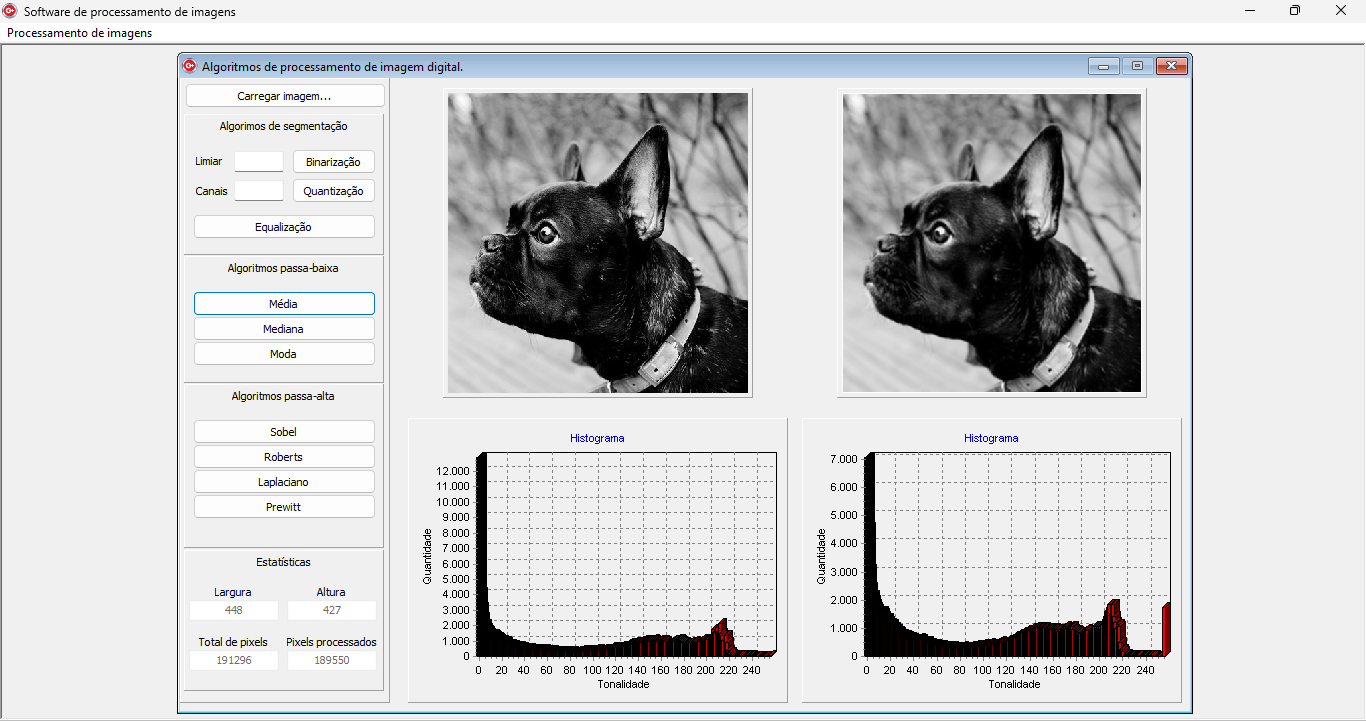 Software de processamento de imagens
Processamento de imagens
Algoritmos de processamento de imagem digital.
Carregar imagem...
Algorimos de segmentação
Limiar
Binarização
Canais
Quantização
Equalização
Algoritmos passa-baixa
Média
Mediana
Moda
Algoritmos passa-alta
Sobel
Roberts
Laplaciano
Prewitt
Estatísticas
Largura Altura
448 427
Total de pixels Pixels processados
191296 189550
Histograma
Quantidade
12.000
11.000
10.000
9.000
8.000
7.000
6.000
5.000
4.000
3.000
2.000
1.000
0
0 20 40 60 80 100 120 140 160 180 200 220 240
Tonalidade
Histograma
Quantidade
7.000
6.000
5.000
4.000
3.000
2.000
1.000
0
0 20 40 60 80 100 120 140 160 180 200 220 240
Tonalidade